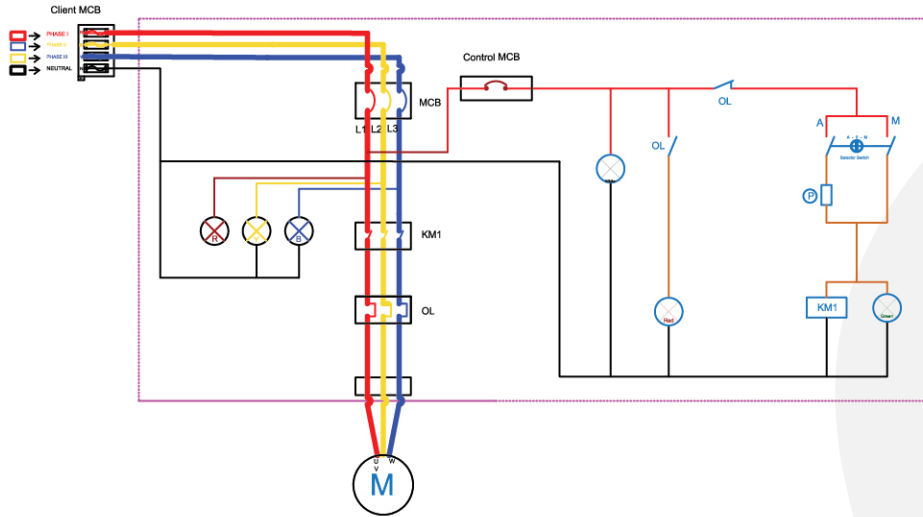 Client MCB
PHASE I
PHASE II
PHASE III
NEUTRAL
Control MCB
MCB
L1 L2 L3
OL
A
M
A - 0 - M
Selector Switch
OL
P
R
B
KM1
OL
KM1
Red
Green
U
V
W
M